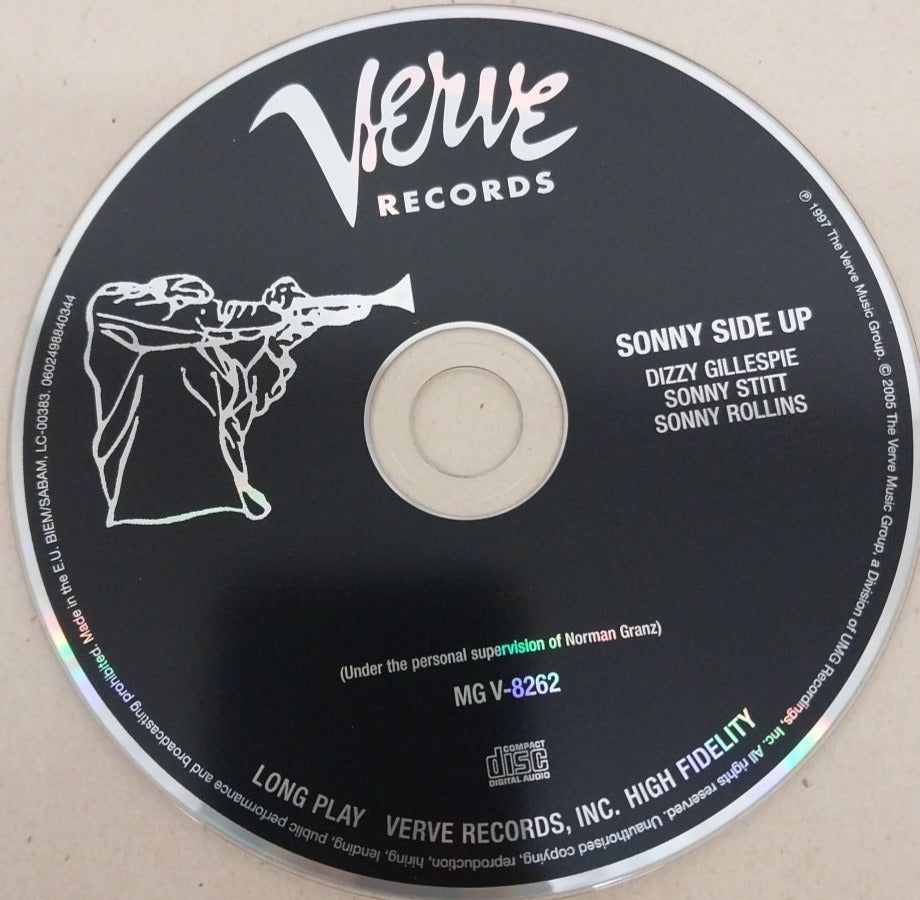 Verve
RECORDS
SONNY SIDE UP
DIZZY GILLESPIE
SONNY STITT
SONNY ROLLINS
(Under the personal supervision of Norman Granz)
MG V-8262
COMPACT
disc
DIGITAL AUDIO
LONG PLAY VERVE RECORDS, INC. HIGH FIDELITY
℗ 1997 The Verve Music Group. © 2005 The Verve Music Group, a Division of UMG Recordings, Inc. All rights reserved. Unauthorised copying, reproduction, hiring, lending, public performance and broadcasting prohibited. Made in the E.U. BIEM/SABAM, LC-00383. 0602498840344